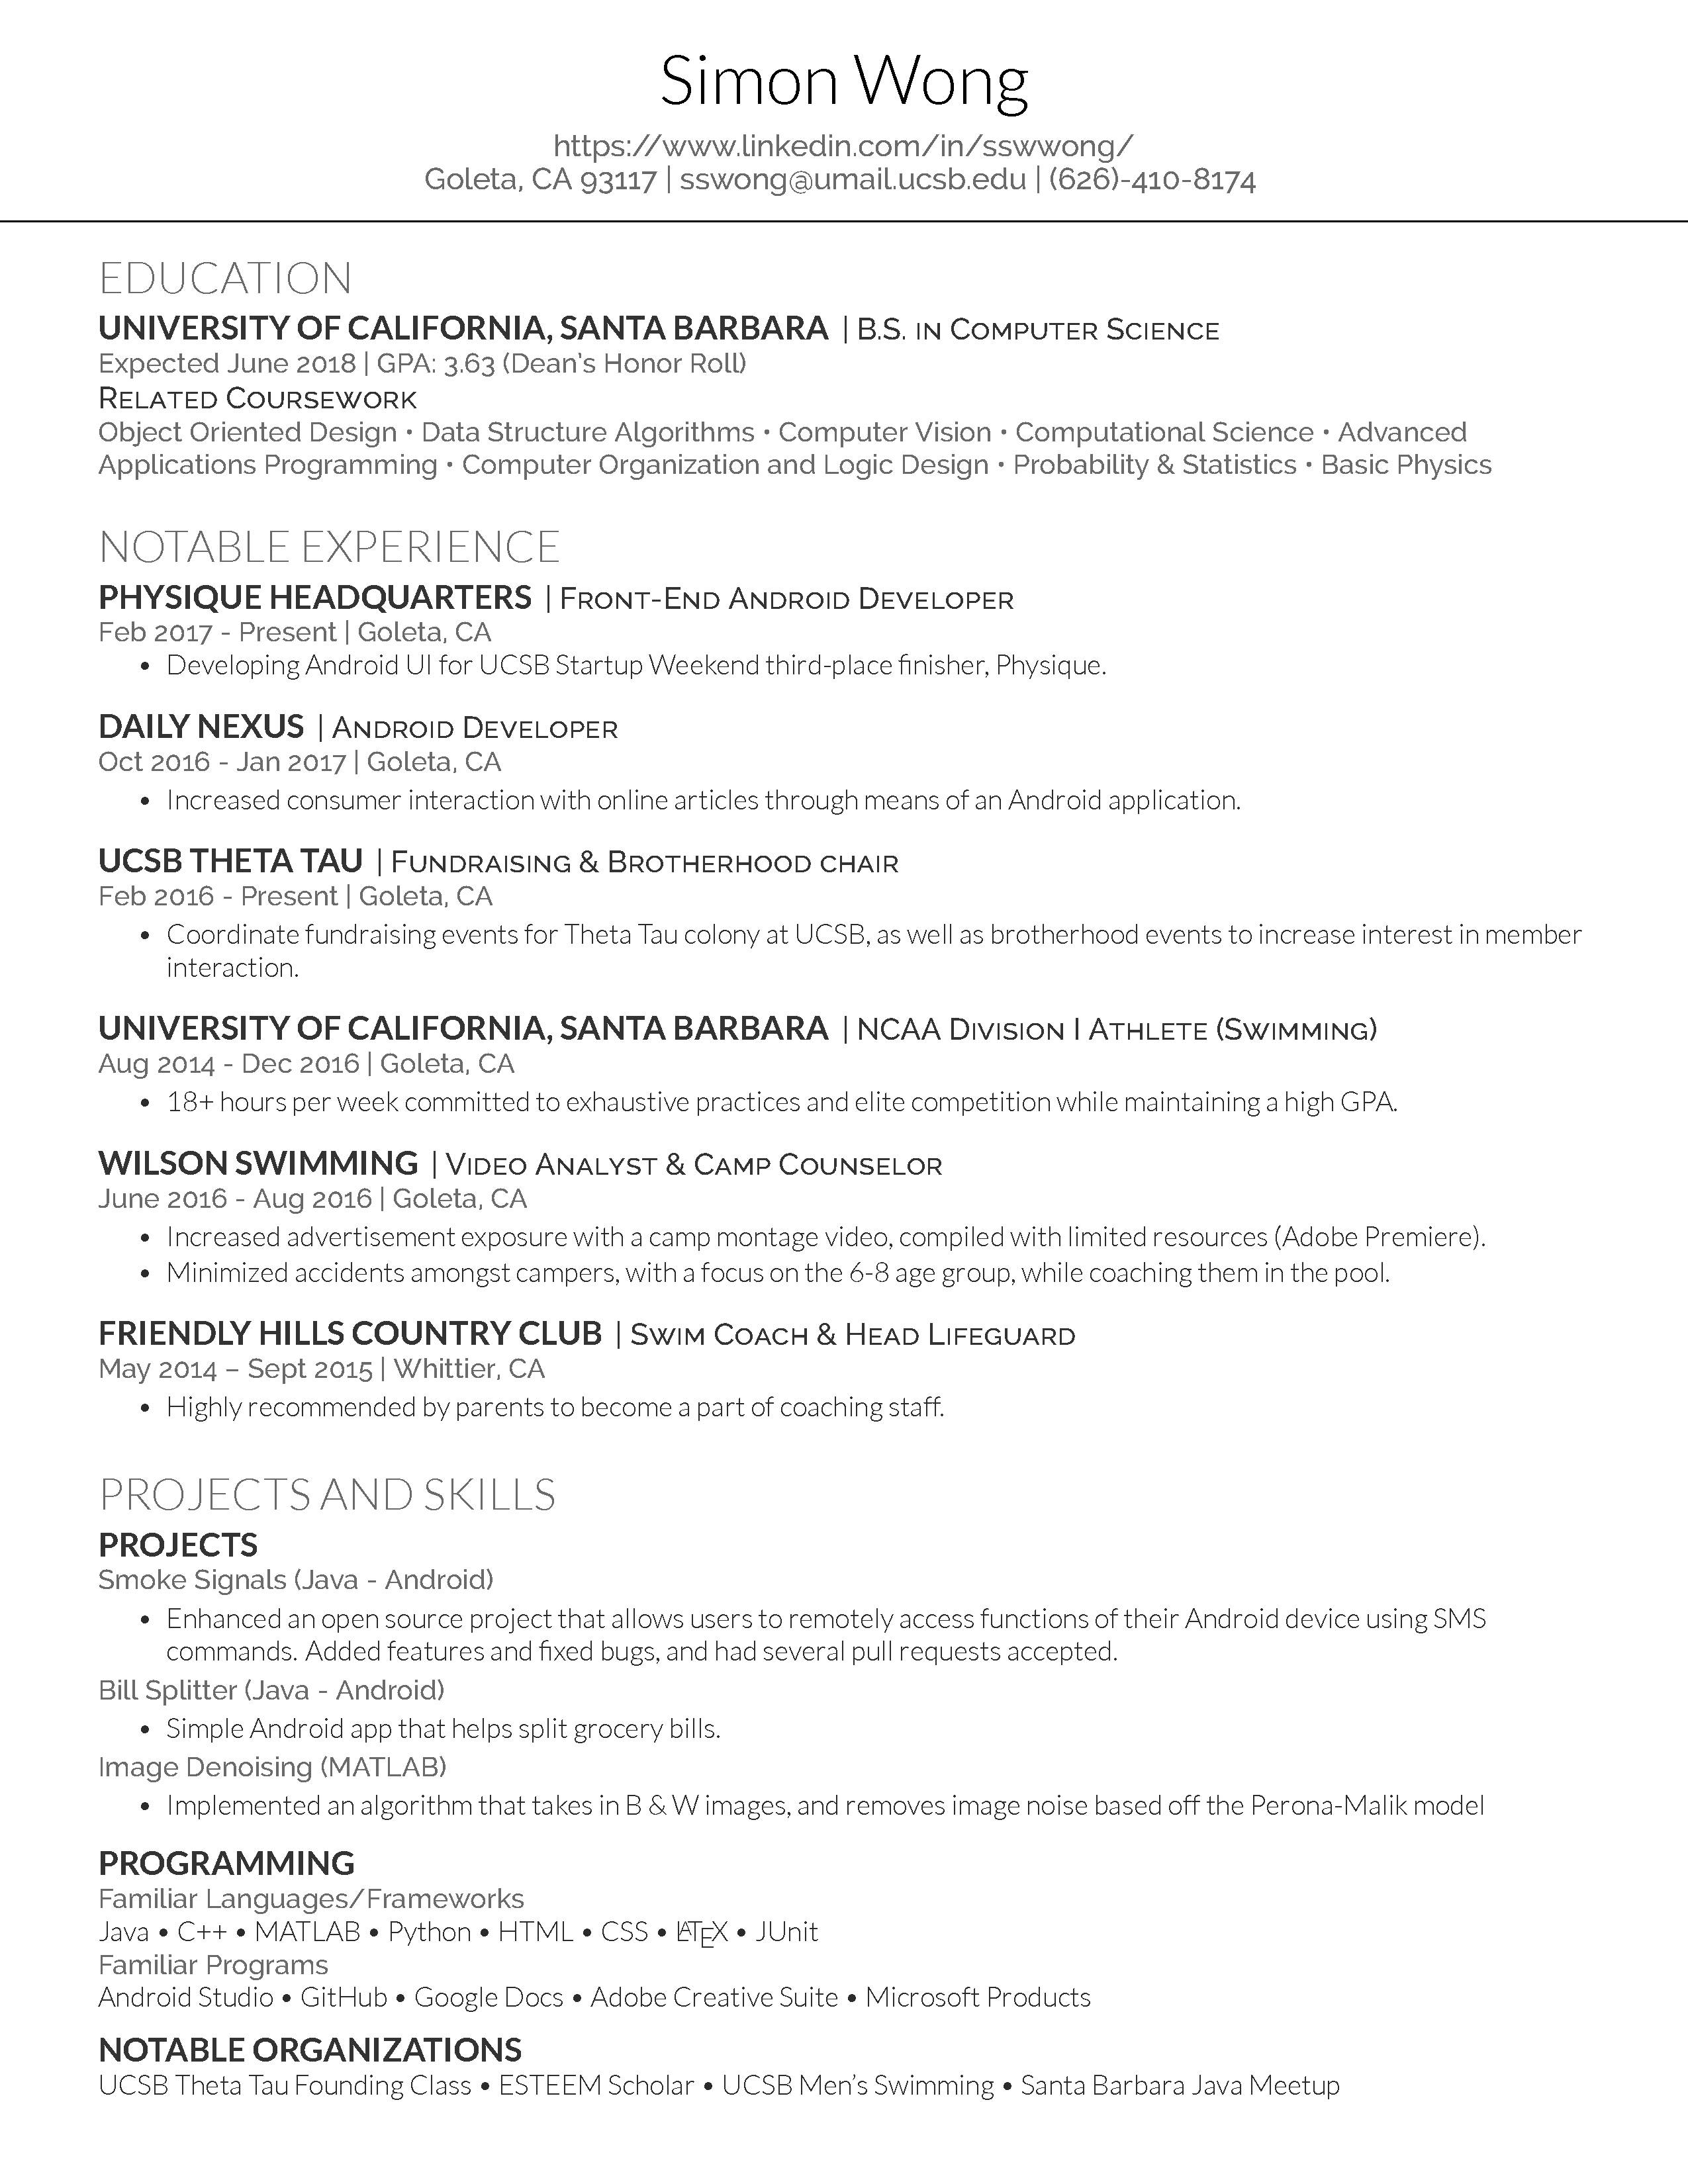 Simon Wong
https://www.linkedin.com/in/sswwong/
Goleta, CA 93117 | sswong@umail.ucsb.edu | (626)-410-8174
EDUCATION
UNIVERSITY OF CALIFORNIA, SANTA BARBARA | B.S. IN COMPUTER SCIENCE
Expected June 2018 | GPA: 3.63 (Dean's Honor Roll)
RELATED COURSEWORK
Object Oriented Design • Data Structure Algorithms • Computer Vision • Computational Science • Advanced
Applications Programming • Computer Organization and Logic Design • Probability & Statistics • Basic Physics
NOTABLE EXPERIENCE
PHYSIQUE HEADQUARTERS | FRONT-END ANDROID DEVELOPER
Feb 2017 - Present | Goleta, CA
• Developing Android UI for UCSB Startup Weekend third-place finisher, Physique.
DAILY NEXUS | ANDROID DEVELOPER
Oct 2016 - Jan 2017 | Goleta, CA
• Increased consumer interaction with online articles through means of an Android application.
UCSB THETA TAU | FUNDRAISING & BROTHERHOOD CHAIR
Feb 2016 - Present | Goleta, CA
• Coordinate fundraising events for Theta Tau colony at UCSB, as well as brotherhood events to increase interest in member
interaction.
UNIVERSITY OF CALIFORNIA, SANTA BARBARA | NCAA DIVISION I ATHLETE (SWIMMING)
Aug 2014 - Dec 2016 | Goleta, CA
• 18+ hours per week committed to exhaustive practices and elite competition while maintaining a high GPA.
WILSON SWIMMING | VIDEO ANALYST & CAMP COUNSELOR
June 2016 - Aug 2016 | Goleta, CA
• Increased advertisement exposure with a camp montage video, compiled with limited resources (Adobe Premiere).
• Minimized accidents amongst campers, with a focus on the 6-8 age group, while coaching them in the pool.
FRIENDLY HILLS COUNTRY CLUB | SWIM COACH & HEAD LIFEGUARD
May 2014 – Sept 2015 | Whittier, CA
• Highly recommended by parents to become a part of coaching staff.
PROJECTS AND SKILLS
PROJECTS
Smoke Signals (Java - Android)
• Enhanced an open source project that allows users to remotely access functions of their Android device using SMS
commands. Added features and fixed bugs, and had several pull requests accepted.
Bill Splitter (Java - Android)
• Simple Android app that helps split grocery bills.
Image Denoising (MATLAB)
• Implemented an algorithm that takes in B & W images, and removes image noise based off the Perona-Malik model
PROGRAMMING
Familiar Languages/Frameworks
Java • C++ • MATLAB • Python • HTML • CSS • LATEX • JUnit
Familiar Programs
Android Studio • GitHub • Google Docs • Adobe Creative Suite • Microsoft Products
NOTABLE ORGANIZATIONS
UCSB Theta Tau Founding Class • ESTEEM Scholar • UCSB Men's Swimming • Santa Barbara Java Meetup